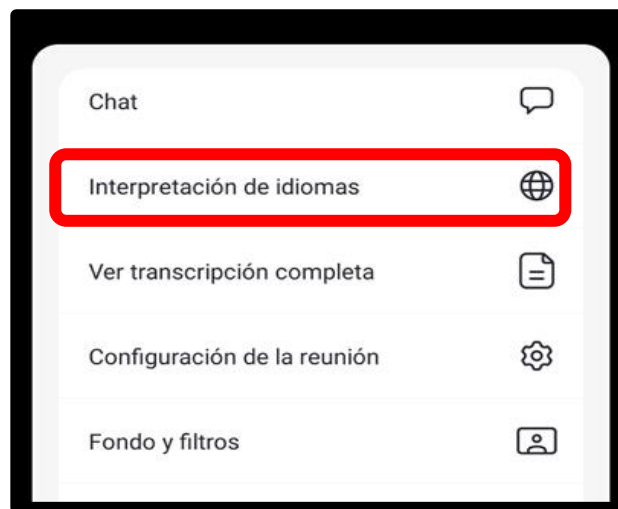 Chat
Interpretación de idiomas
Ver transcripción completa
Configuración de la reunión
Fondo y filtros